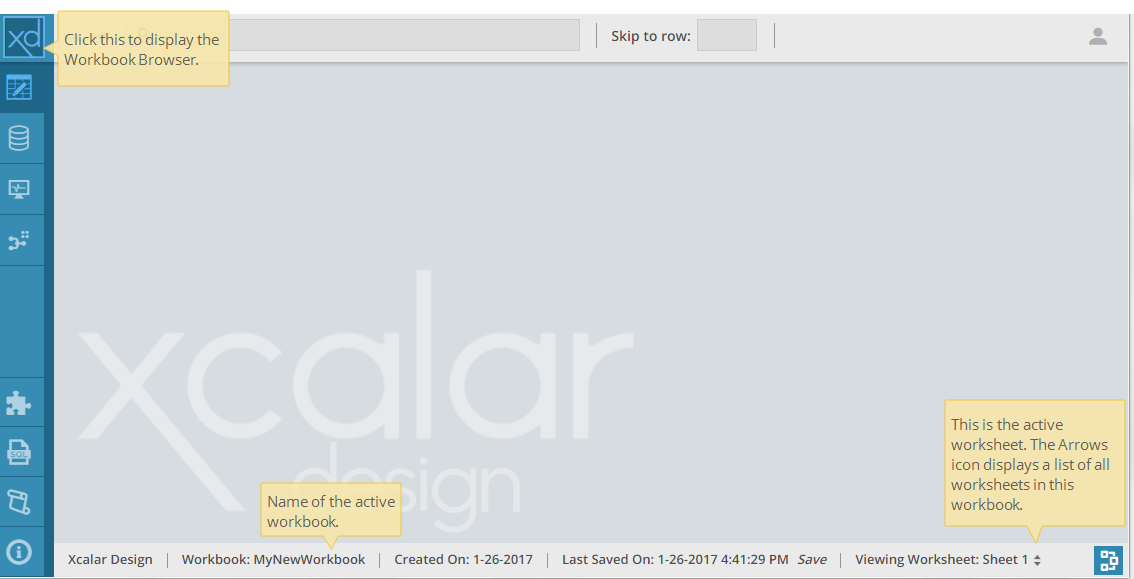 xd
Click this to display the
Workbook Browser.
Skip to row:
xcalar
design
This is the active
worksheet. The Arrows
icon displays a list of all
worksheets in this
workbook.
Name of the active
workbook.
SQL
Xcalar Design | Workbook: MyNewWorkbook | Created On: 1-26-2017 | Last Saved On: 1-26-2017 4:41:29 PM Save | Viewing Worksheet: Sheet 1